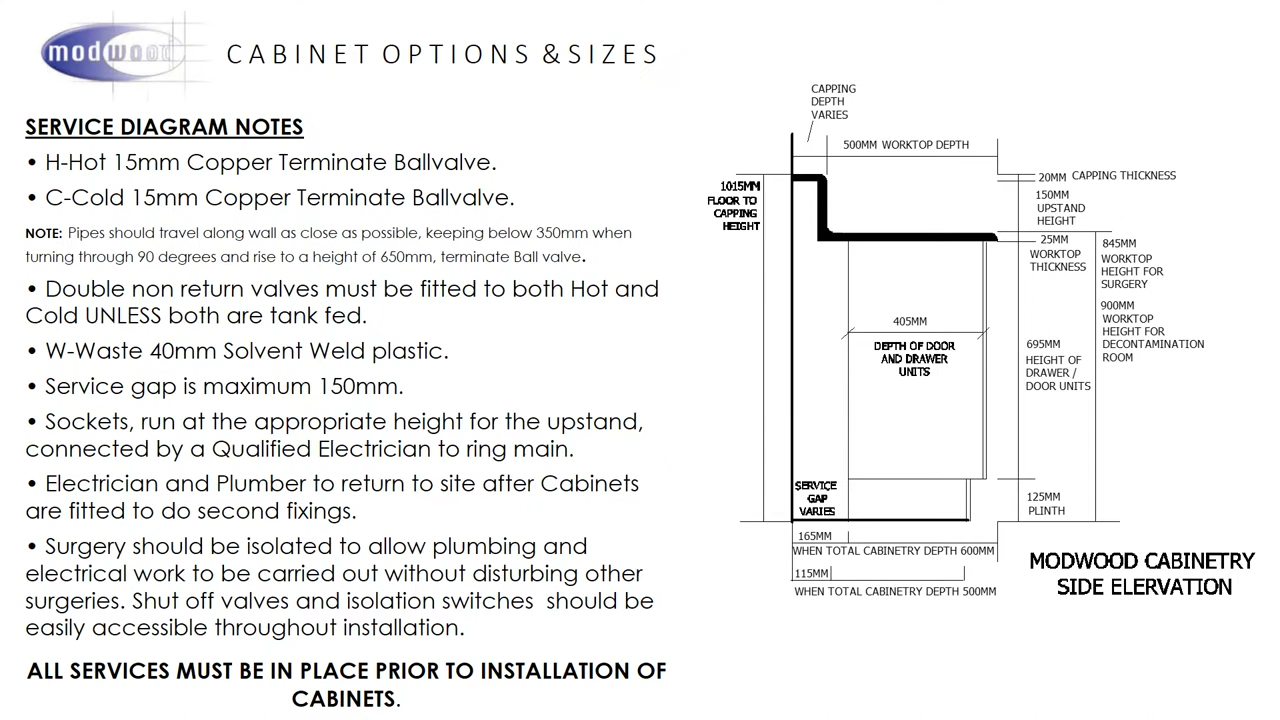 modwood
CABINET OPTIONS & SIZES
SERVICE DIAGRAM NOTES
• H-Hot 15mm Copper Terminate Ballvalve.
• C-Cold 15mm Copper Terminate Ballvalve.
NOTE: Pipes should travel along wall as close as possible, keeping below 350mm when
turning through 90 degrees and rise to a height of 650mm, terminate Ball valve.
• Double non return valves must be fitted to both Hot and
Cold UNLESS both are tank fed.
• W-Waste 40mm Solvent Weld plastic.
• Service gap is maximum 150mm.
• Sockets, run at the appropriate height for the upstand,
connected by a Qualified Electrician to ring main.
• Electrician and Plumber to return to site after Cabinets
are fitted to do second fixings.
• Surgery should be isolated to allow plumbing and
electrical work to be carried out without disturbing other
surgeries. Shut off valves and isolation switches  should be
easily accessible throughout installation.
ALL SERVICES MUST BE IN PLACE PRIOR TO INSTALLATION OF
CABINETS.
CAPPING
DEPTH
VARIES
500MM WORKTOP DEPTH
1015MM
FLOOR TO
CAPPING
HEIGHT
20MM CAPPING THICKNESS
150MM
UPSTAND
HEIGHT
25MM
WORKTOP
THICKNESS
845MM
WORKTOP
HEIGHT FOR
SURGERY
900MM
WORKTOP
HEIGHT FOR
DECONTAMINATION
ROOM
405MM
DEPTH OF DOOR
AND DRAWER
UNITS
695MM
HEIGHT OF
DRAWER /
DOOR UNITS
SERVICE
GAP
VARIES
125MM
PLINTH
165MM
WHEN TOTAL CABINETRY DEPTH 600MM
115MM
WHEN TOTAL CABINETRY DEPTH 500MM
MODWOOD CABINETRY
SIDE ELERVATION